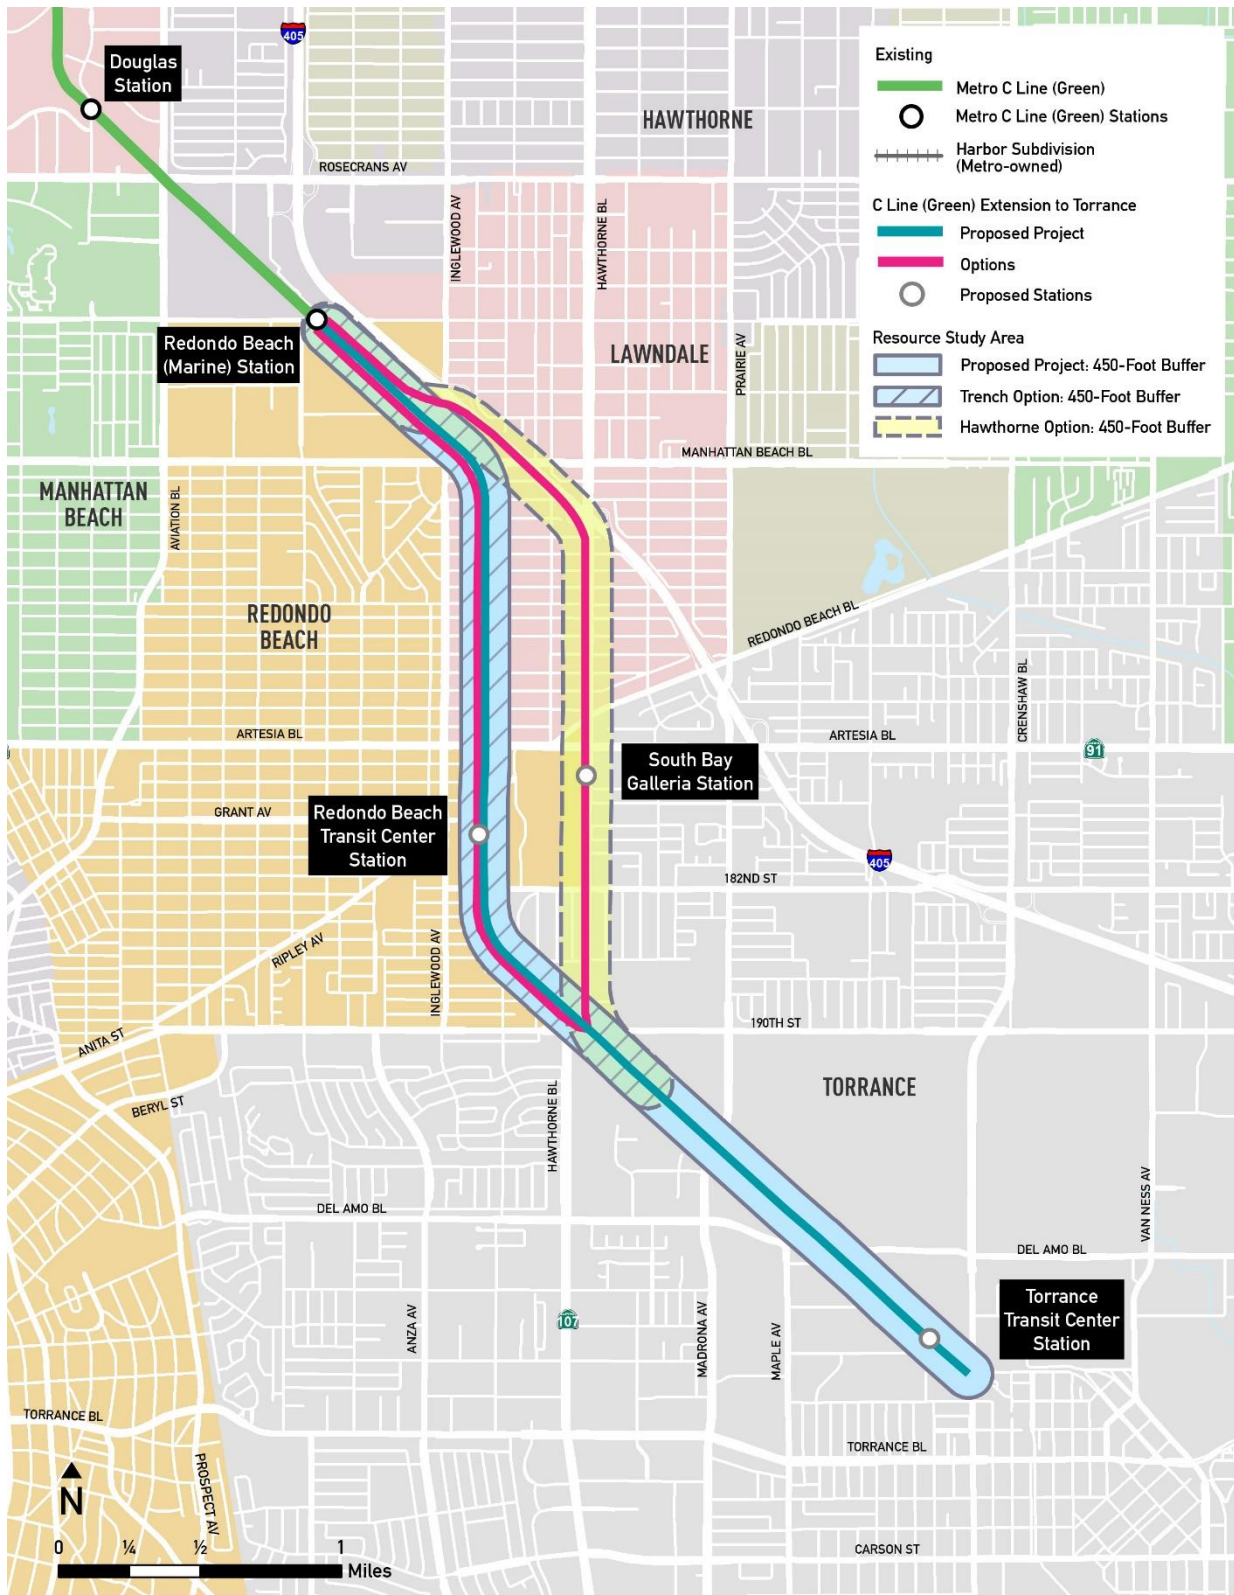 405
Douglas
Station
HAWTHORNE
ROSECRANS AV
INGLEWOOD AV
HAWTHORNE BL
Existing
Metro C Line (Green)
Metro C Line (Green) Stations
Harbor Subdivision
(Metro-owned)
C Line (Green) Extension to Torrance
Proposed Project
Options
Proposed Stations
Resource Study Area
Proposed Project: 450-Foot Buffer
Trench Option: 450-Foot Buffer
Hawthorne Option: 450-Foot Buffer
Redondo Beach
(Marine) Station
LAWNDALE
PRAIRIE AV
MANHATTAN BEACH BL
MANHATTAN
BEACH
AVIATION BL
REDONDO
BEACH
REDONDO BEACH BL
CRENSHAW BL
ARTESIA BL
ARTESIA BL
91
South Bay
Galleria Station
GRANT AV
Redondo Beach
Transit Center
Station
405
182ND ST
RIPLEY AV
INGLEWOOD AV
190TH ST
ANITA ST
BERYL ST
TORRANCE
HAWTHORNE BL
VAN NESS AV
DEL AMO BL
DEL AMO BL
Torrance
Transit Center
Station
107
ANZA AV
MADRONA AV
MAPLE AV
TORRANCE BL
TORRANCE BL
PROSPECT AV
N
CARSON ST
0 ¼ ½ 1
Miles